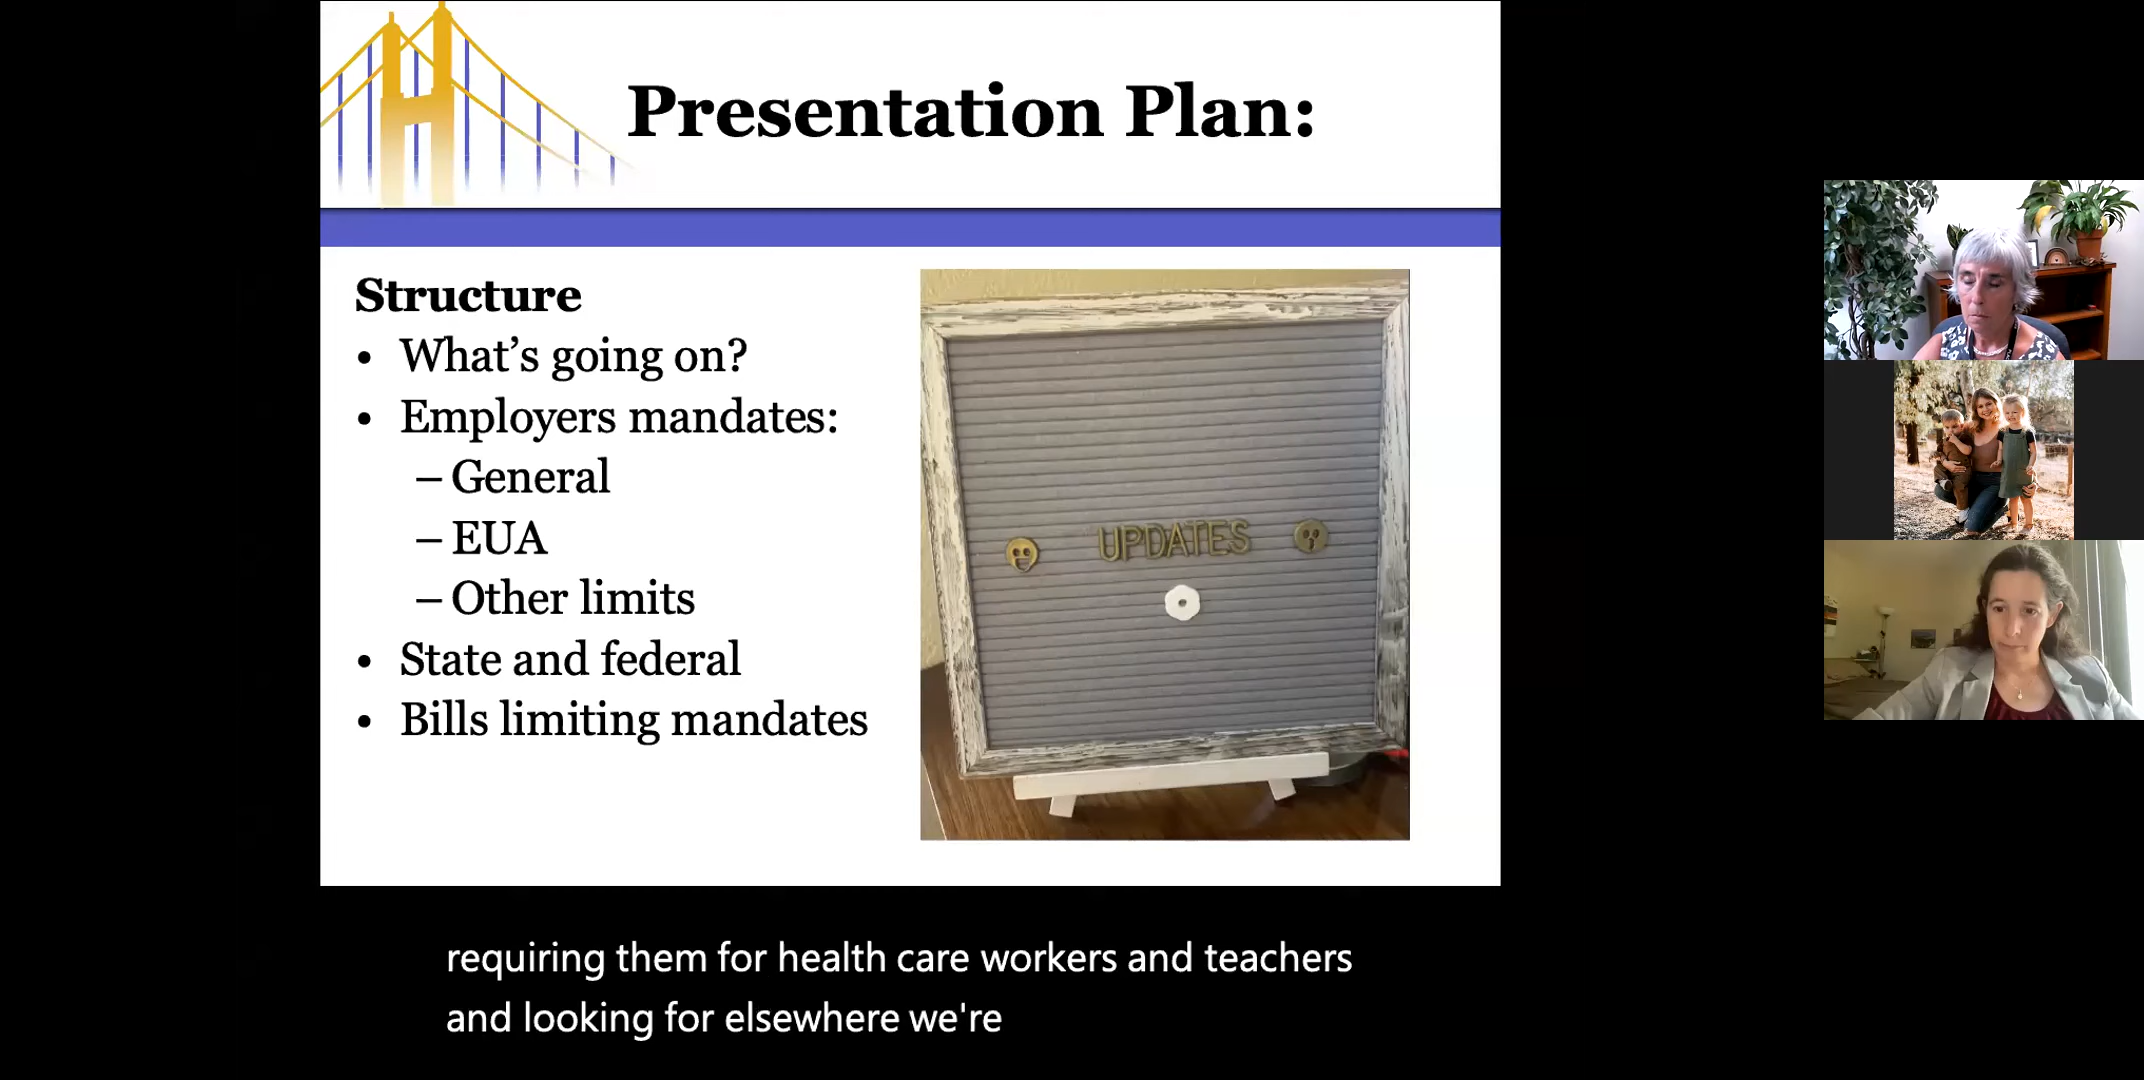 Presentation Plan:
Structure
• What's going on?
• Employers mandates:
– General
– EUA
– Other limits
• State and federal
• Bills limiting mandates
UPDATES
requiring them for health care workers and teachers
and looking for elsewhere we're